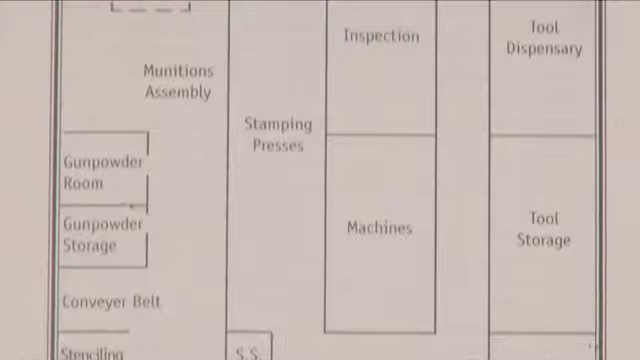 Inspection
Tool
Dispensary
Munitions
Assembly
Stamping
Presses
Gunpowder
Room
Gunpowder
Storage
Machines
Tool
Storage
Conveyer Belt
Stenciling
S.S.